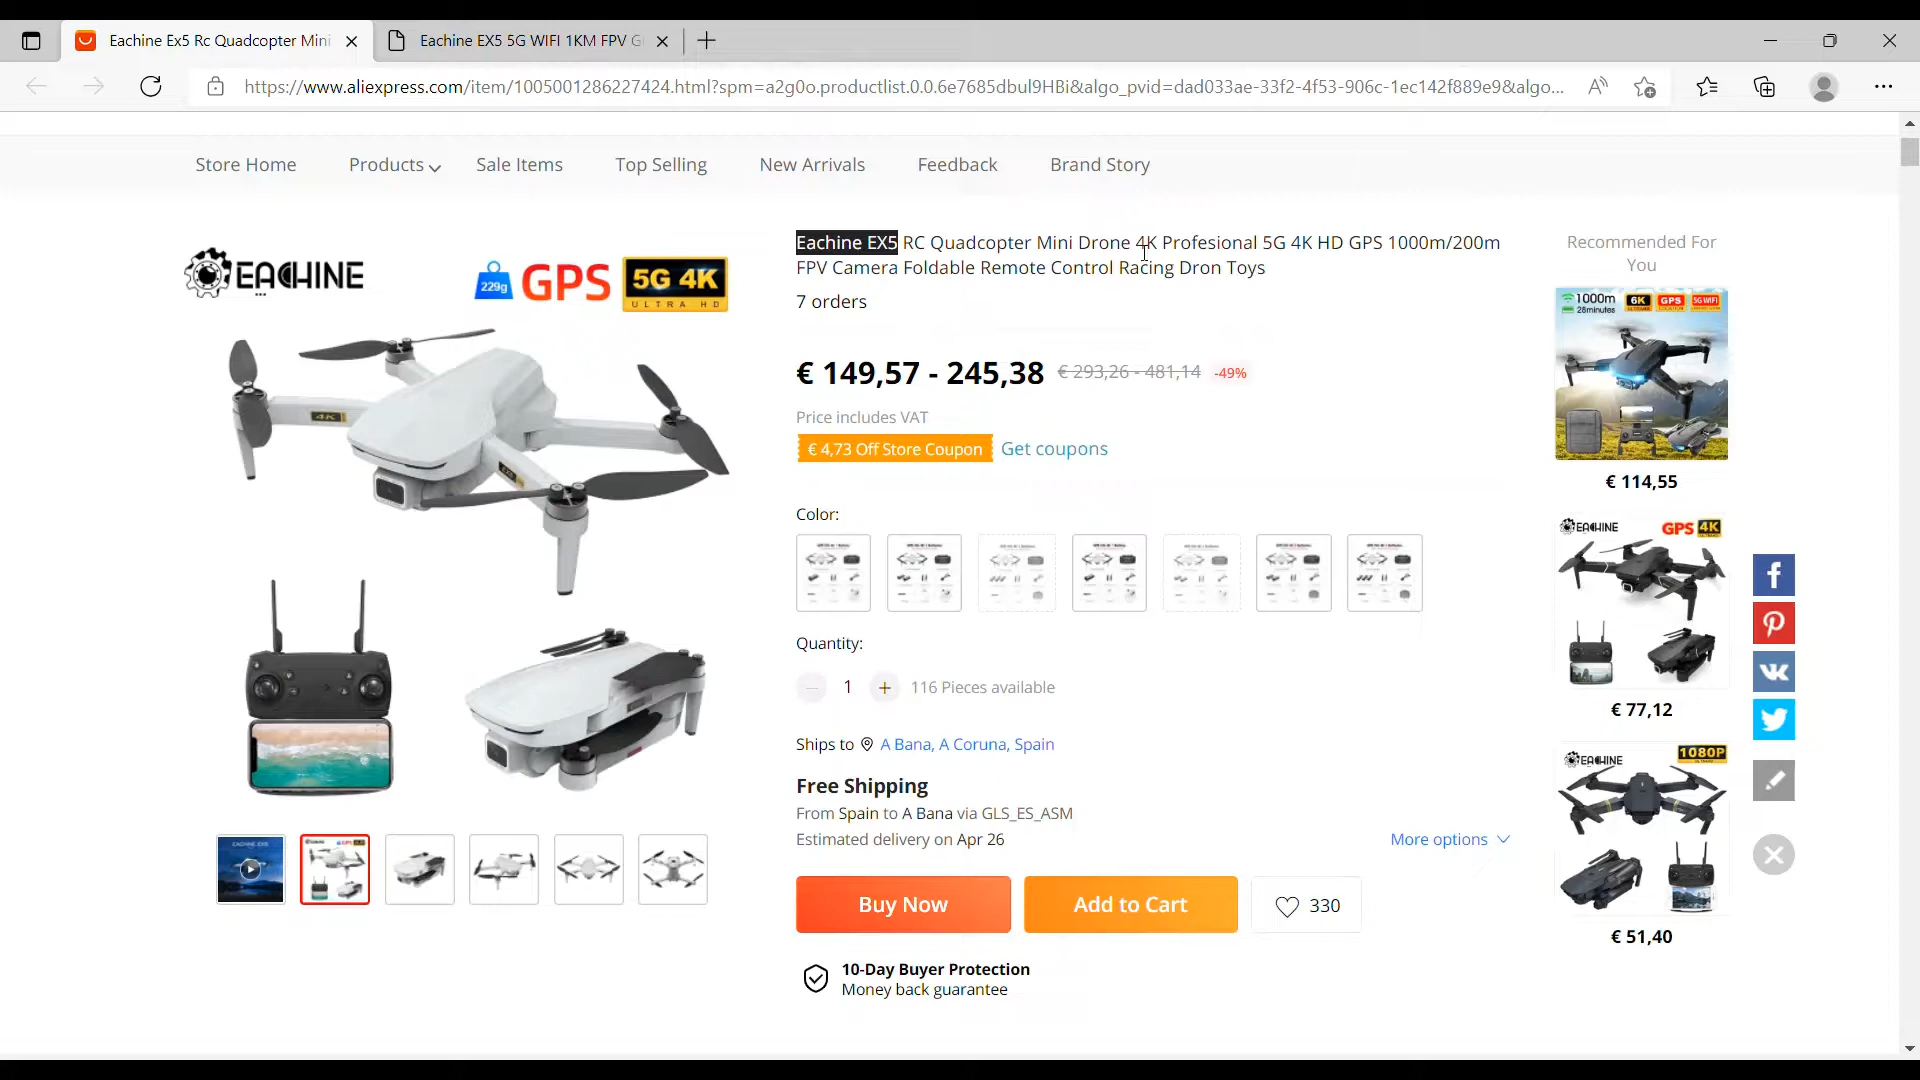 Eachine Ex5 Rc Quadcopter Mini
Eachine EX5 5G WIFI 1KM FPV G
https://www.aliexpress.com/item/1005001286227424.html?spm=a2g0o.productlist.0.0.6e7685dbul9HBi&algo_pvid=dad033ae-33f2-4f53-906c-1ec142f889e9&algo...
Store Home Products Sale Items Top Selling New Arrivals Feedback Brand Story
EACHINE
229g
GPS
5G 4K
ULTRA HD
4K
EX5
Eachine EX5 RC Quadcopter Mini Drone 4K Profesional 5G 4K HD GPS 1000m/200m
FPV Camera Foldable Remote Control Racing Dron Toys
7 orders
€ 149,57 - 245,38 € 293,26 - 481,14 -49%
Price includes VAT
€ 4,73 Off Store Coupon Get coupons
Color:
Quantity:
1 116 Pieces available
Ships to A Bana, A Coruna, Spain
Free Shipping
From Spain to A Bana via GLS_ES_ASM
Estimated delivery on Apr 26 More options
Buy Now Add to Cart 330
10-Day Buyer Protection
Money back guarantee
EACHINE EX5
Recommended For
You
1000m 6K GPS 5G WIFI
28minutes
€ 114,55
EACHINE GPS 4K
€ 77,12
EACHINE 1080P
€ 51,40